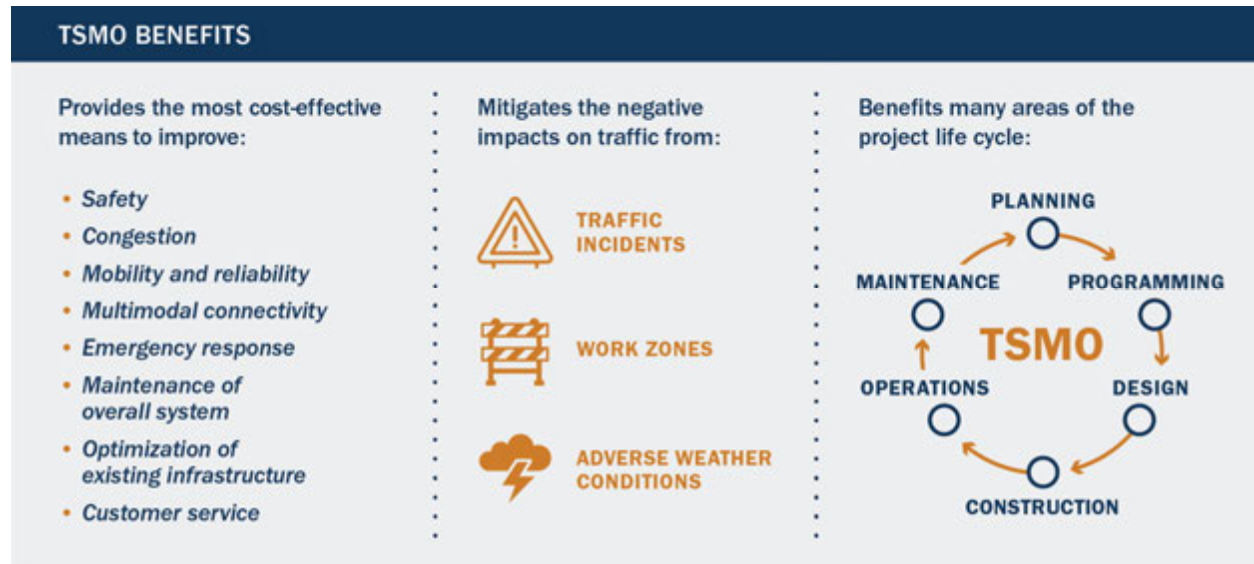 TSMO BENEFITS
Provides the most cost-effective
means to improve:
• Safety
• Congestion
• Mobility and reliability
• Multimodal connectivity
• Emergency response
• Maintenance of
overall system
• Optimization of
existing infrastructure
• Customer service
Mitigates the negative
impacts on traffic from:
TRAFFIC
INCIDENTS
WORK ZONES
ADVERSE WEATHER
CONDITIONS
Benefits many areas of the
project life cycle:
PLANNING
MAINTENANCE
PROGRAMMING
TSMO
OPERATIONS
DESIGN
CONSTRUCTION